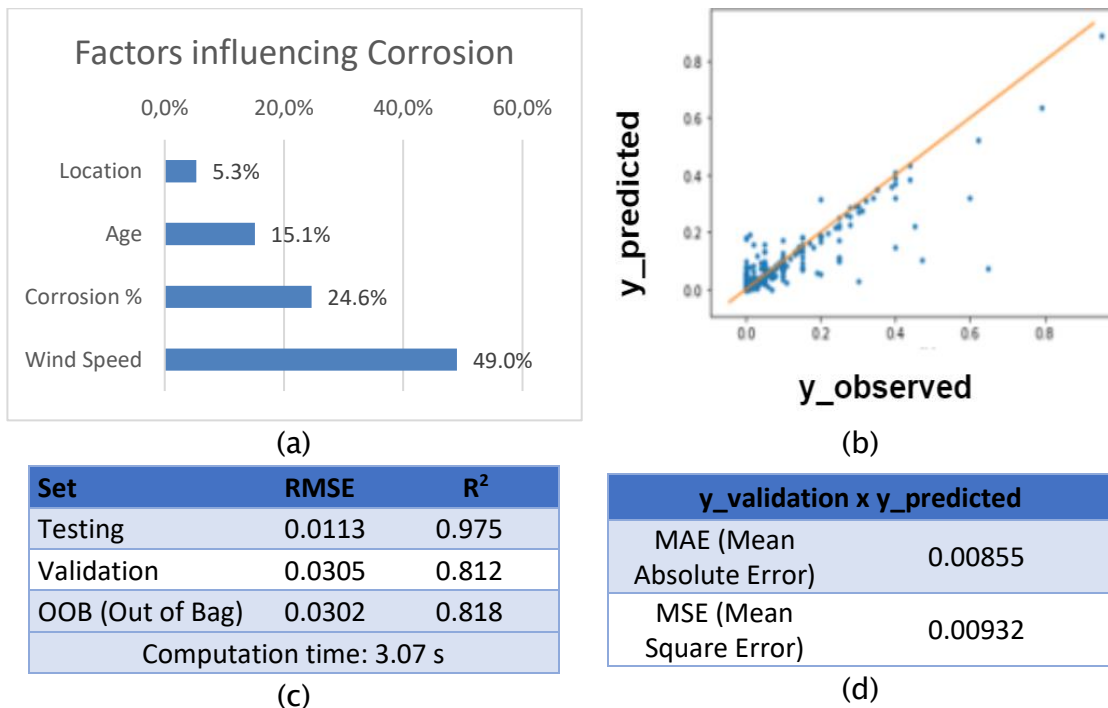 Factors influencing Corrosion
0,0% 20,0% 40,0% 60,0%
Location 5.3%
Age 15.1%
Corrosion % 24.6%
Wind Speed 49.0%
(a)
y_predicted
0.8
0.6
0.4
0.2
0.0
0.0 0.2 0.4 0.6 0.8
y_observed
(b)
Set RMSE R²
Testing 0.0113 0.975
Validation 0.0305 0.812
OOB (Out of Bag) 0.0302 0.818
Computation time: 3.07 s
(c)
y_validation x y_predicted
MAE (Mean
Absolute Error) 0.00855
MSE (Mean
Square Error) 0.00932
(d)